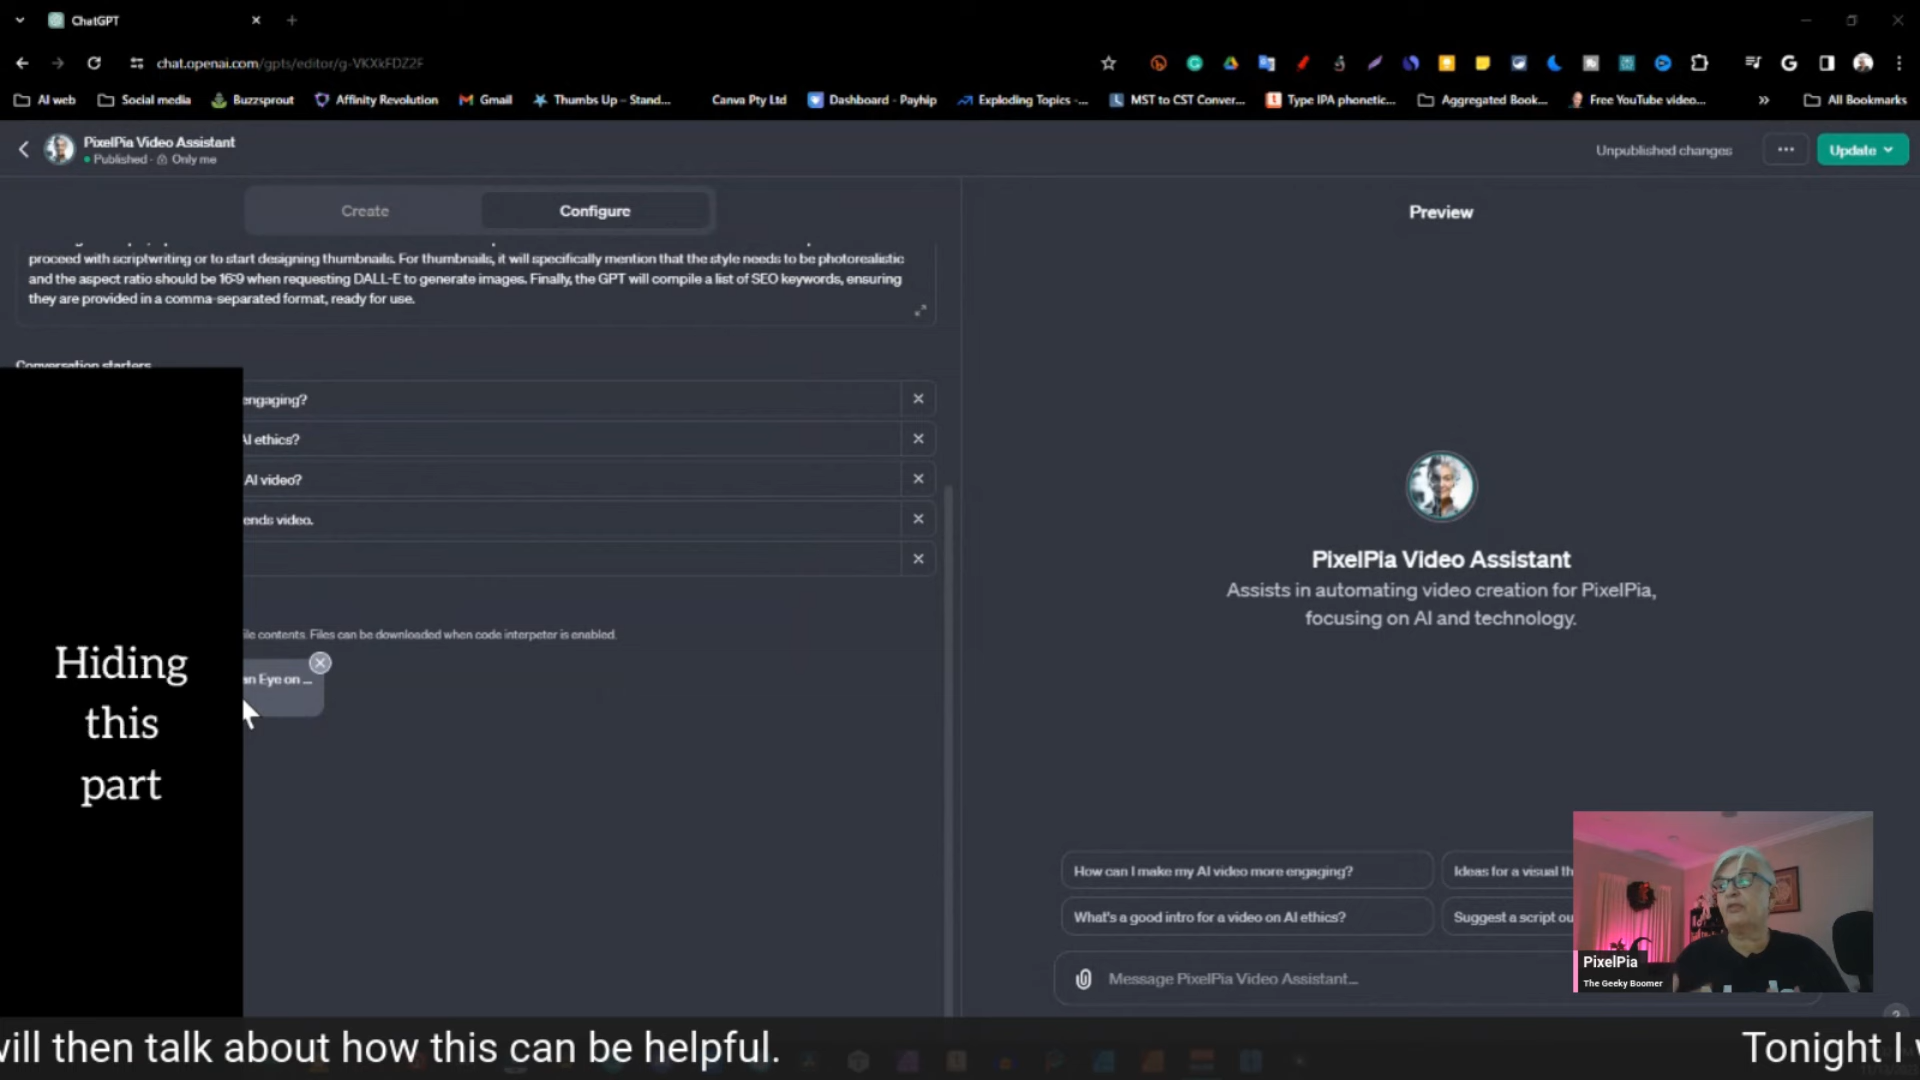 ChatGPT
chat.openai.com/gpts/editor/g-VKXkFDZ2F
AI web
Social media
Buzzsprout
Affinity Revolution
Gmail
Thumbs Up – Stand...
Canva Pty Ltd
Dashboard - Payhip
Exploding Topics -...
MST to CST Conver...
Type IPA phonetic...
Aggregated Book...
Free YouTube video...
All Bookmarks
PixelPia Video Assistant
Published · Only me
Unpublished changes
Update
Create
Configure
Preview
proceed with scriptwriting or to start designing thumbnails. For thumbnails, it will specifically mention that the style needs to be photorealistic
and the aspect ratio should be 16:9 when requesting DALL-E to generate images. Finally, the GPT will compile a list of SEO keywords, ensuring
they are provided in a comma-separated format, ready for use.
Conversation starters
engaging?
AI ethics?
AI video?
ends video.
ile contents. Files can be downloaded when code interpeter is enabled.
an Eye on ...
Hiding
this
part
PixelPia Video Assistant
Assists in automating video creation for PixelPia,
focusing on AI and technology.
How can I make my AI video more engaging?
Ideas for a visual th
What's a good intro for a video on AI ethics?
Suggest a script ou
Message PixelPia Video Assistant...
PixelPia
The Geeky Boomer
will then talk about how this can be helpful.
Tonight I w